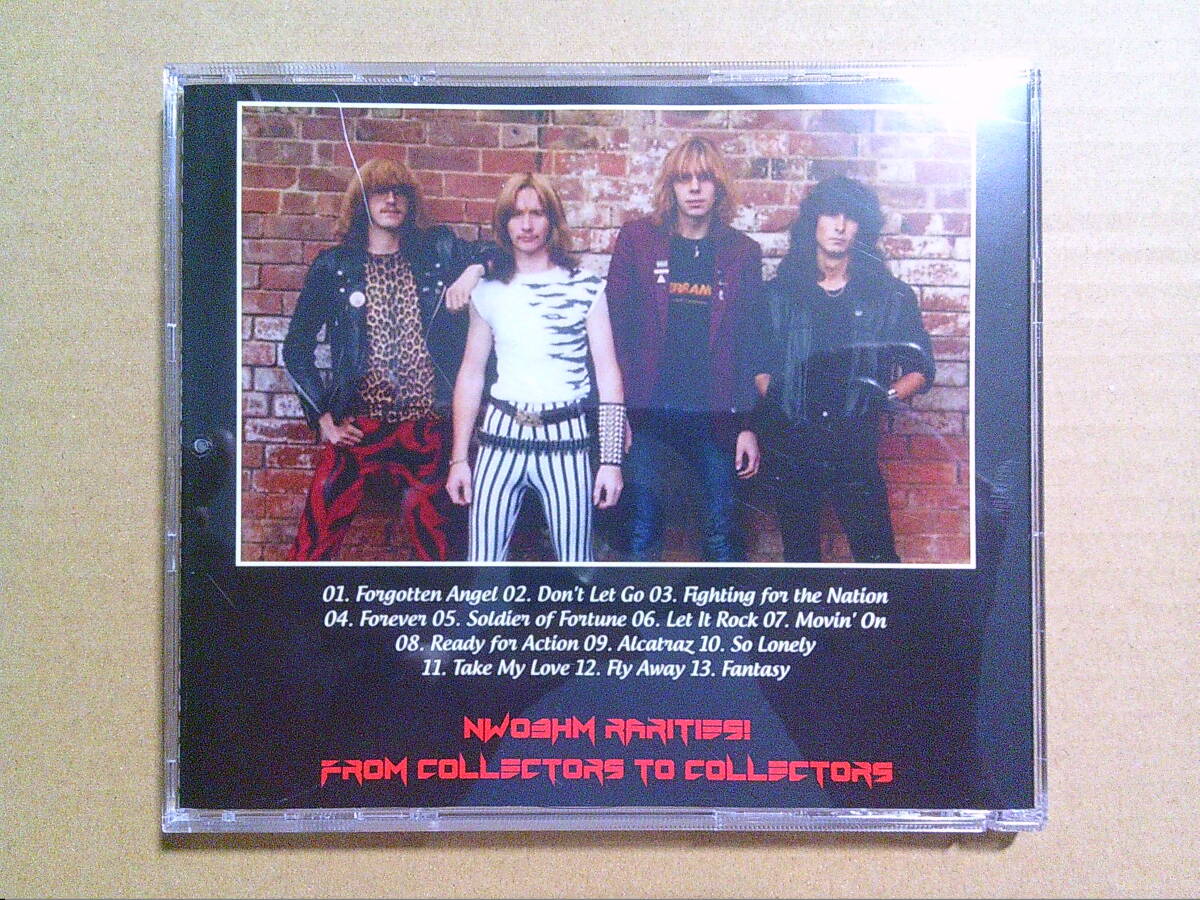 01. Forgotten Angel 02. Don't Let Go 03. Fighting for the Nation
04. Forever 05. Soldier of Fortune 06. Let It Rock 07. Movin' On
08. Ready for Action 09. Alcatraz 10. So Lonely
11. Take My Love 12. Fly Away 13. Fantasy
NWOBHM RARITIES!
FROM COLLECTORS TO COLLECTORS